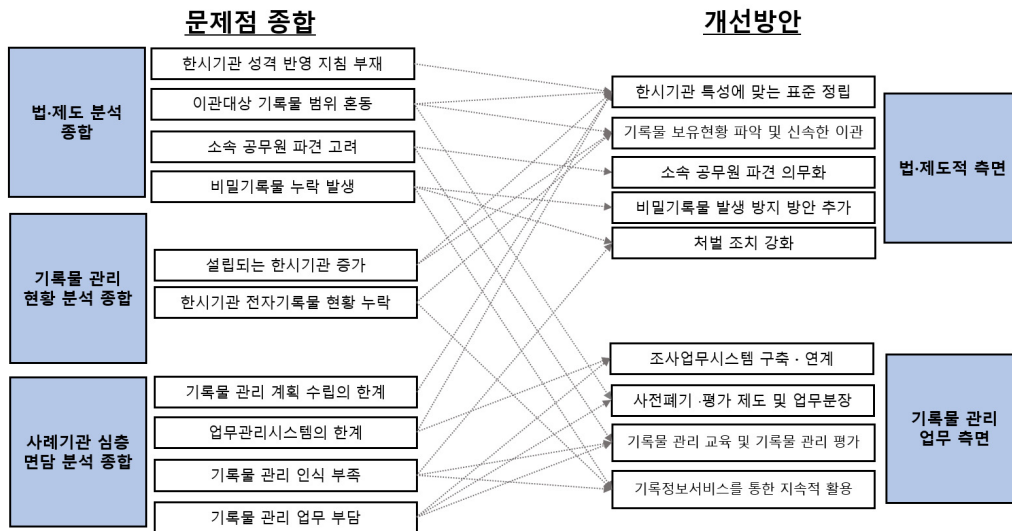 문제점 종합
개선방안
법·제도 분석
종합
한시기관 성격 반영 지침 부재
이관대상 기록물 범위 혼동
소속 공무원 파견 고려
비밀기록물 누락 발생
기록물 관리
현황 분석 종합
설립되는 한시기관 증가
한시기관 전자기록물 현황 누락
사례기관 심층
면담 분석 종합
기록물 관리 계획 수립의 한계
업무관리시스템의 한계
기록물 관리 인식 부족
기록물 관리 업무 부담
한시기관 특성에 맞는 표준 정립
기록물 보유현황 파악 및 신속한 이관
소속 공무원 파견 의무화
비밀기록물 발생 방지 방안 추가
처벌 조치 강화
법·제도적 측면
조사업무시스템 구축 · 연계
사전폐기 ·평가 제도 및 업무분장
기록물 관리 교육 및 기록물 관리 평가
기록정보서비스를 통한 지속적 활용
기록물 관리
업무 측면